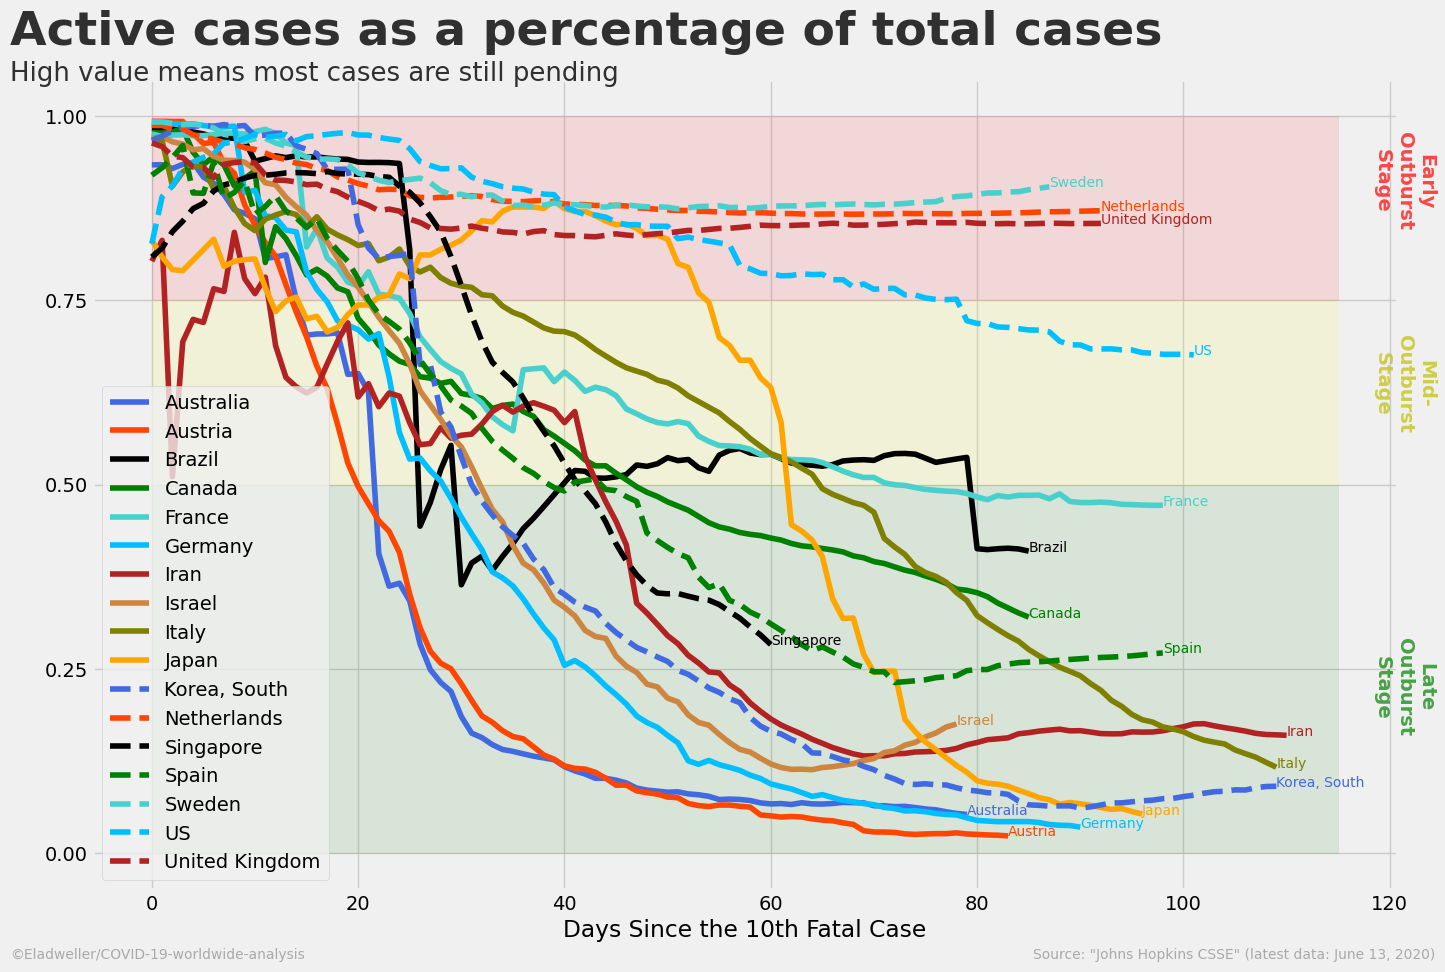 Active cases as a percentage of total cases
High value means most cases are still pending
1.00
0.75
0.50
0.25
0.00
Early
Outburst
Stage
Mid-
Outburst
Stage
Late
Outburst
Stage
Sweden
Netherlands
United Kingdom
US
France
Brazil
Canada
Singapore
Spain
Israel
Iran
Italy
Korea, South
Australia
Japan
Germany
Austria
Australia
Austria
Brazil
Canada
France
Germany
Iran
Israel
Italy
Japan
Korea, South
Netherlands
Singapore
Spain
Sweden
US
United Kingdom
0 20 40 60 80 100 120
Days Since the 10th Fatal Case
©Eladweller/COVID-19-worldwide-analysis
Source: "Johns Hopkins CSSE" (latest data: June 13, 2020)